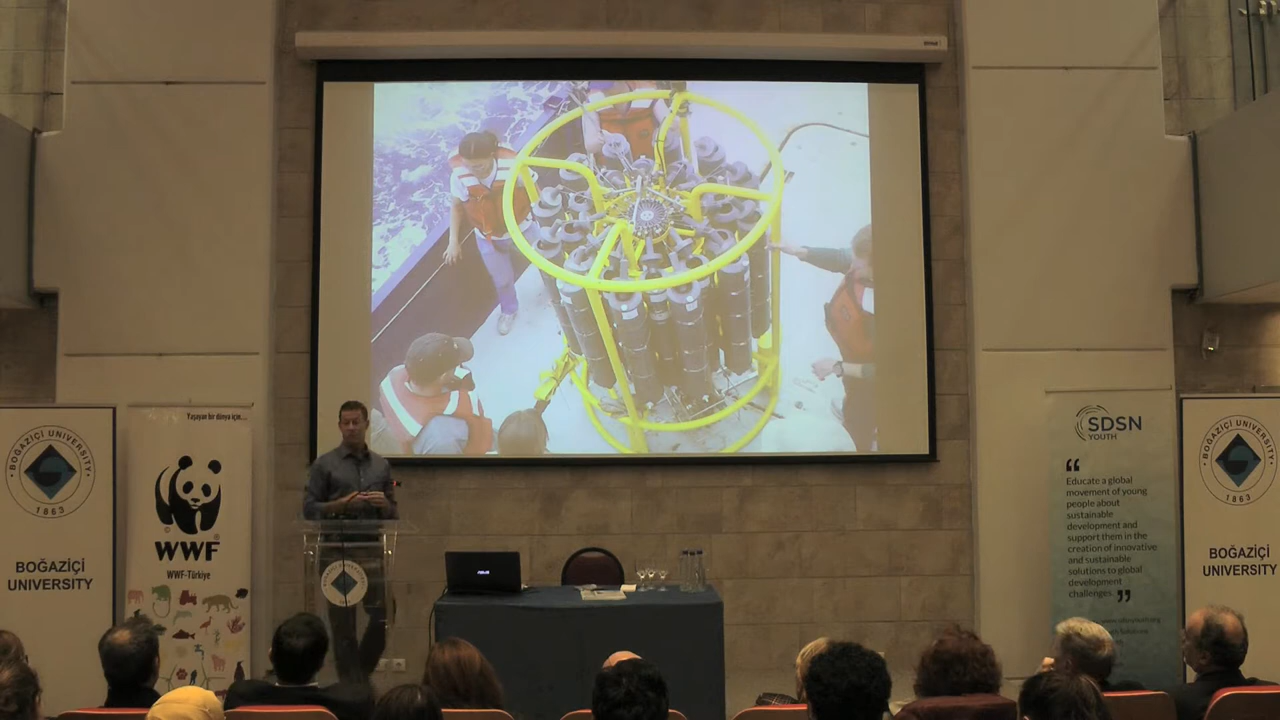 BOĞAZİÇİ UNIVERSITY
1863
BOĞAZİÇİ
UNIVERSITY
Yaşayan bir dünya için...
WWF
WWF-Türkiye
ASUS
SDSN
YOUTH
“
Educate a global
movement of young
people about
sustainable
development and
support them in the
creation of innovative
and sustainable
solutions to global
development
challenges. ”
BOĞAZİÇİ UNIVERSITY
1863
BOĞAZİÇİ
UNIVERSITY